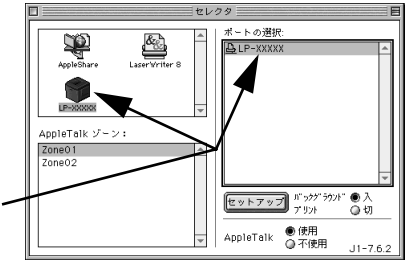 セレクタ
AppleShare
LaserWriter 8
LP-XXXXX
AppleTalk ゾーン：
Zone01
Zone02
ポートの選択:
LP-XXXXX
セットアップ
バックグラウンド
プリント
入
切
AppleTalk
使用
不使用
J1-7.6.2